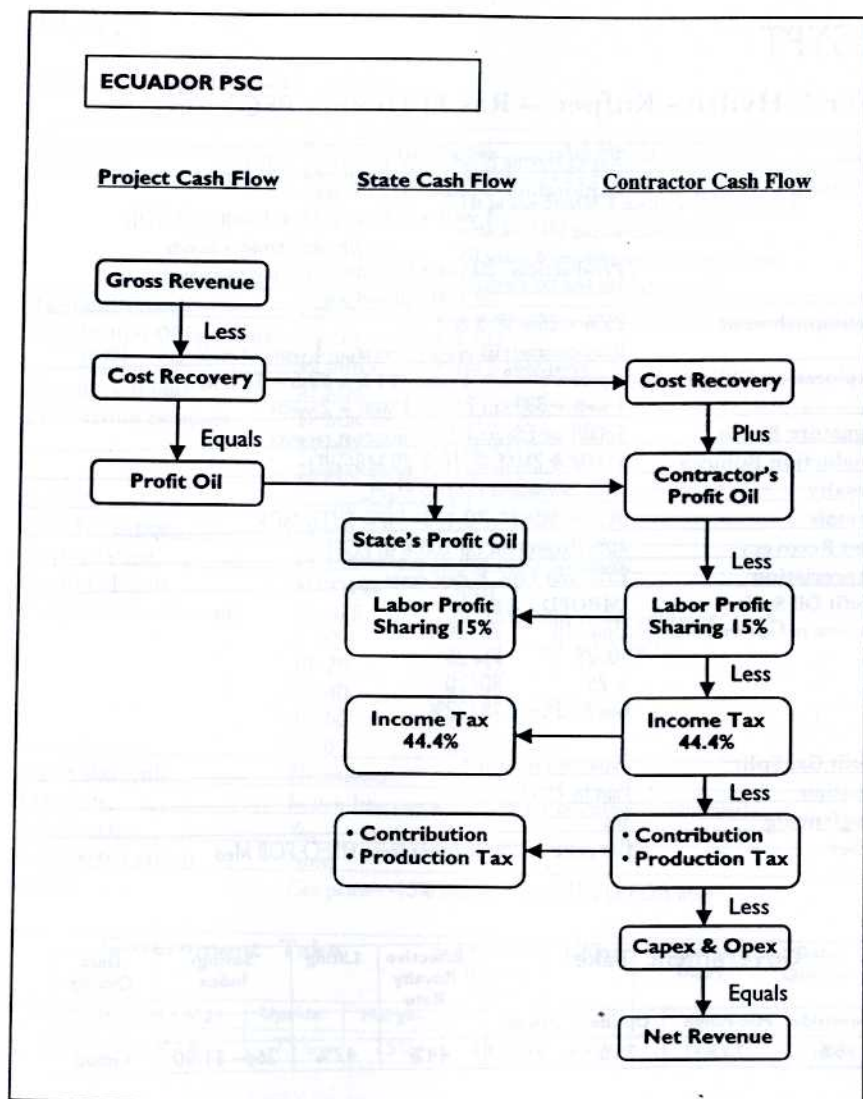 ECUADOR PSC
Project Cash Flow
State Cash Flow
Contractor Cash Flow
Gross Revenue
Less
Cost Recovery
Cost Recovery
Equals
Plus
Profit Oil
Contractor's
Profit Oil
State's Profit Oil
Less
Labor Profit
Sharing 15%
Labor Profit
Sharing 15%
Less
Income Tax
44.4%
Income Tax
44.4%
Less
• Contribution
• Production Tax
• Contribution
• Production Tax
Less
Capex & Opex
Equals
Net Revenue